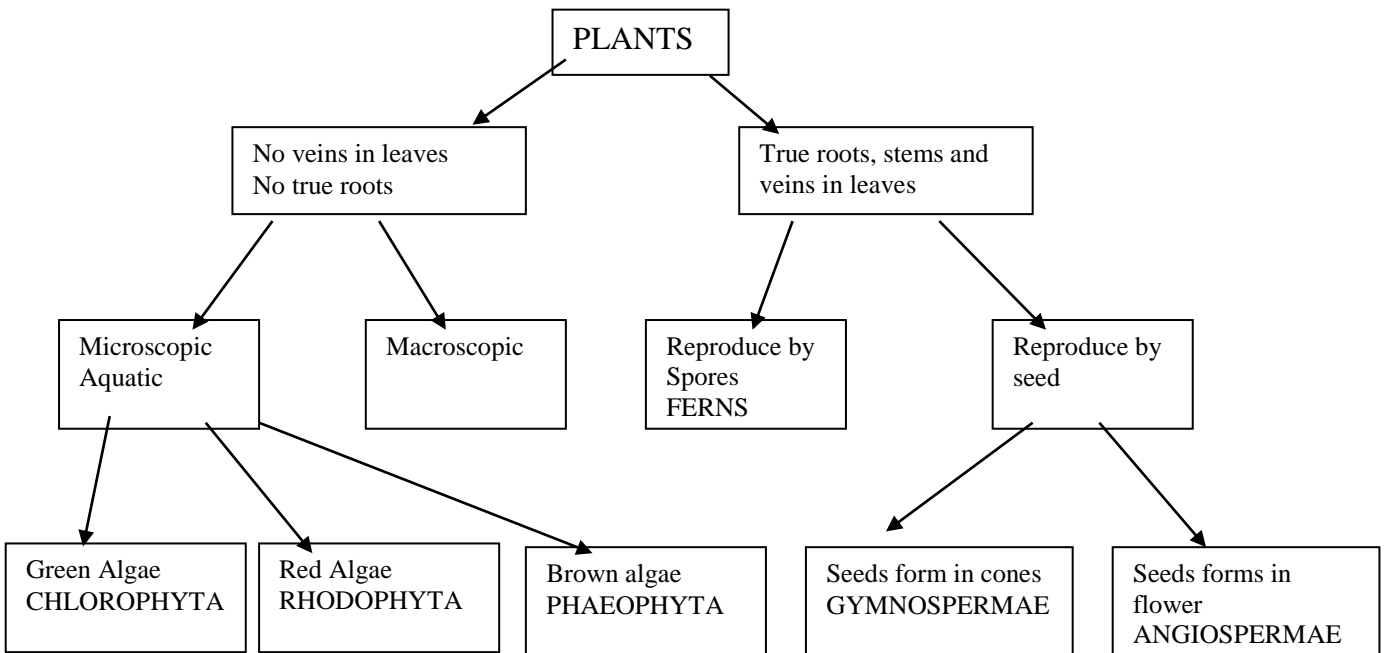 PLANTS
No veins in leaves
No true roots
True roots, stems and
veins in leaves
Microscopic
Aquatic
Macroscopic
Reproduce by
Spores
FERNS
Reproduce by
seed
Green Algae
CHLOROPHYTA
Red Algae
RHODOPHYTA
Brown algae
PHAEOPHYTA
Seeds form in cones
GYMNOSPERMAE
Seeds forms in
flower
ANGIOSPERMAE